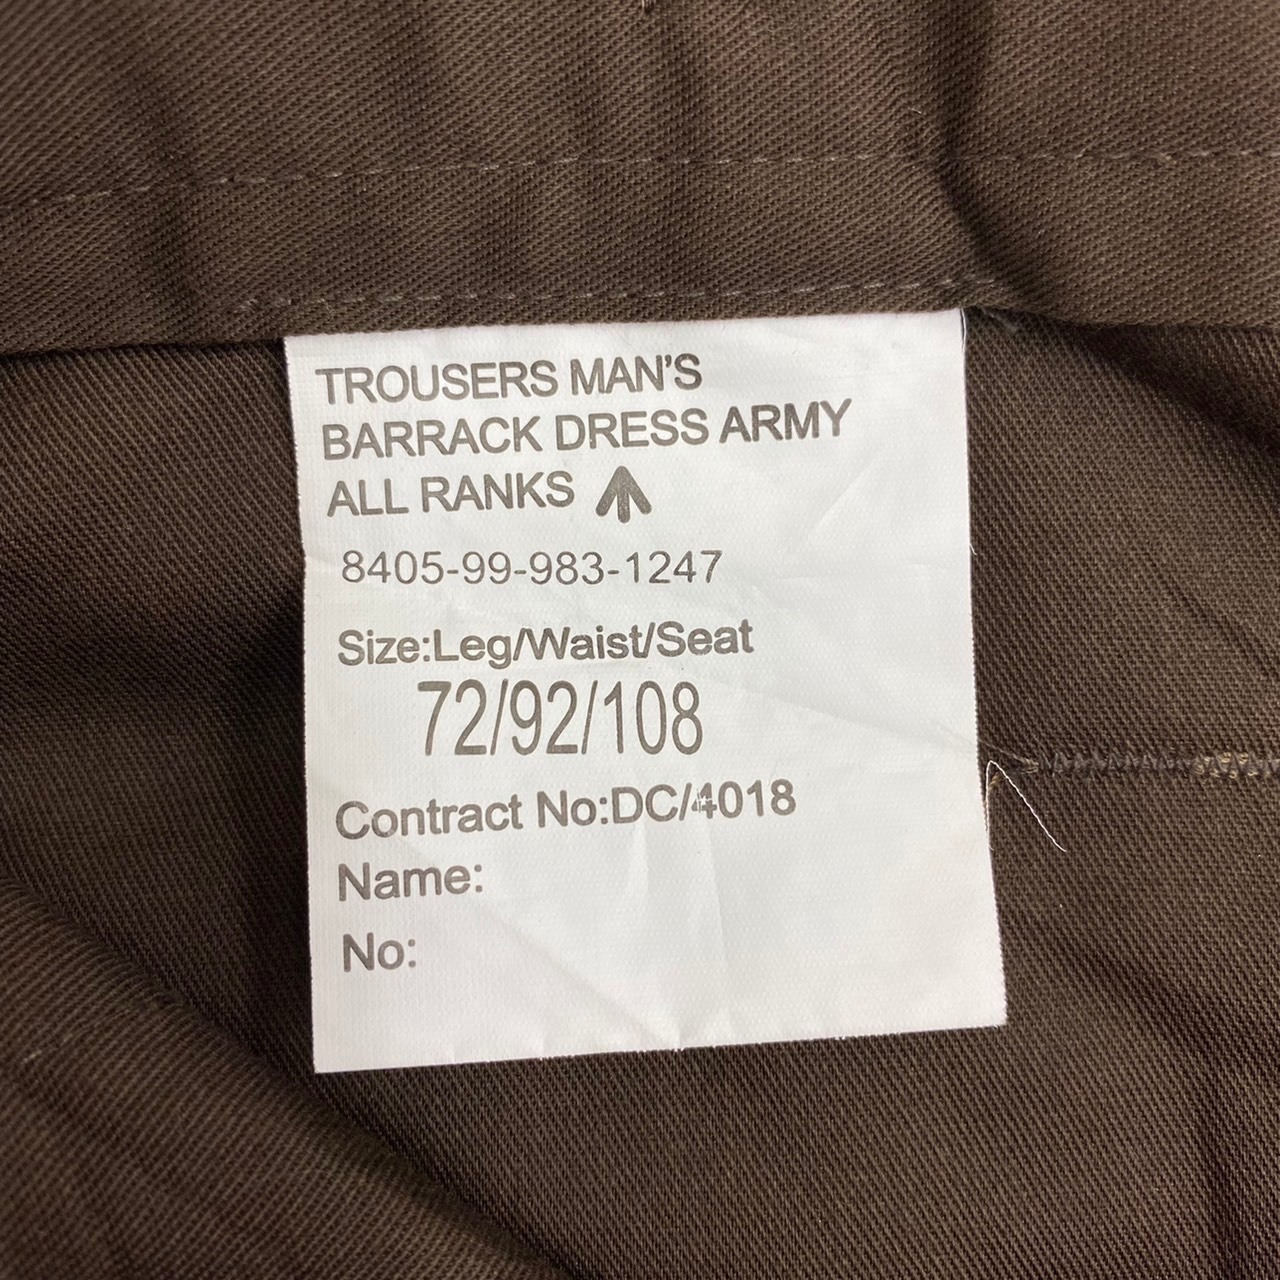 TROUSERS MAN'S
BARRACK DRESS ARMY
ALL RANKS
8405-99-983-1247
Size:Leg/Waist/Seat
72/92/108
Contract No:DC/4018
Name:
No: